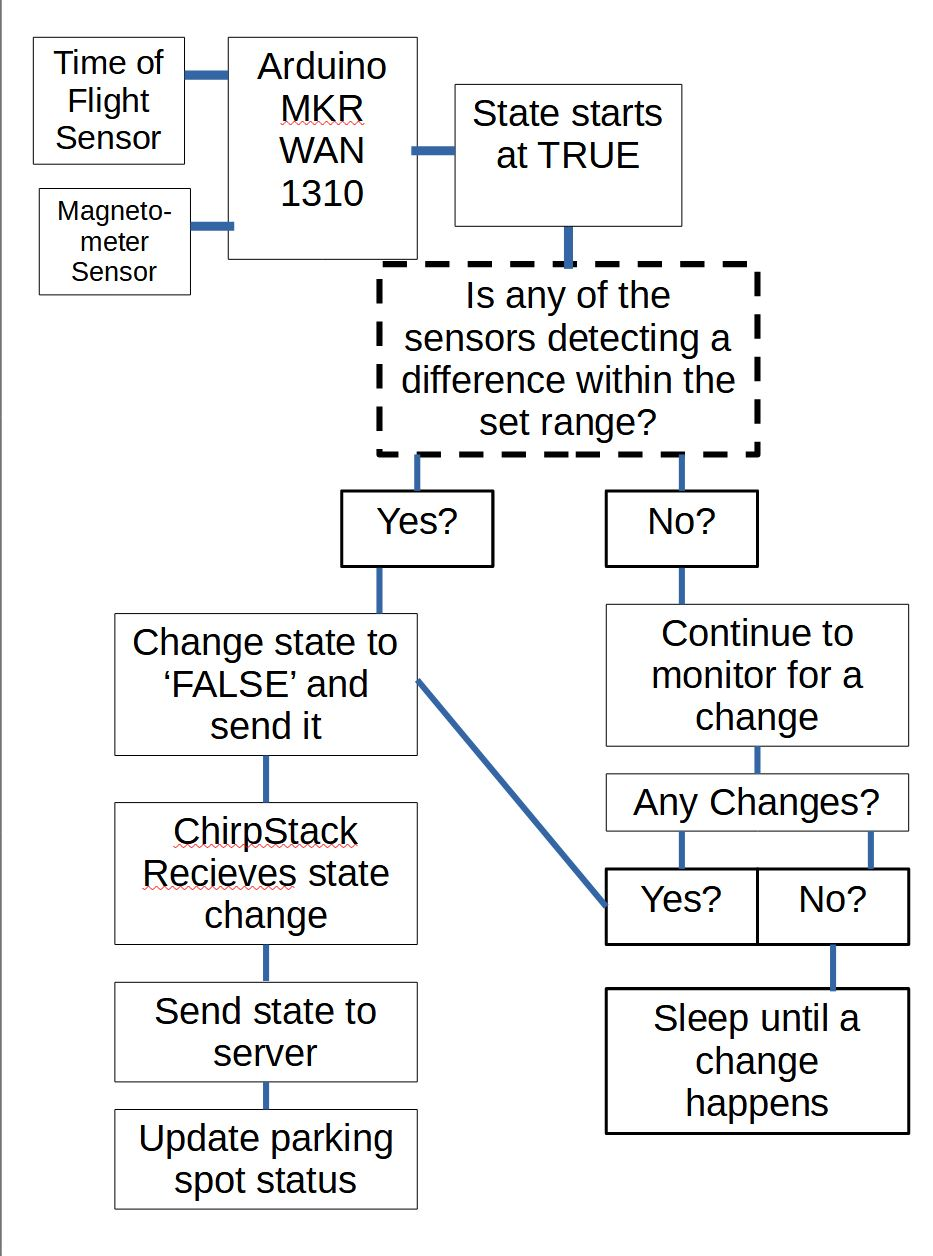 Time of
Flight
Sensor
Arduino
MKR
WAN
1310
State starts
at TRUE
Magneto-
meter
Sensor
Is any of the
sensors detecting a
difference within the
set range?
Yes?
No?
Change state to
‘FALSE’ and
send it
Continue to
monitor for a
change
Any Changes?
ChirpStack
Recieves state
change
Yes?
No?
Send state to
server
Sleep until a
change
happens
Update parking
spot status